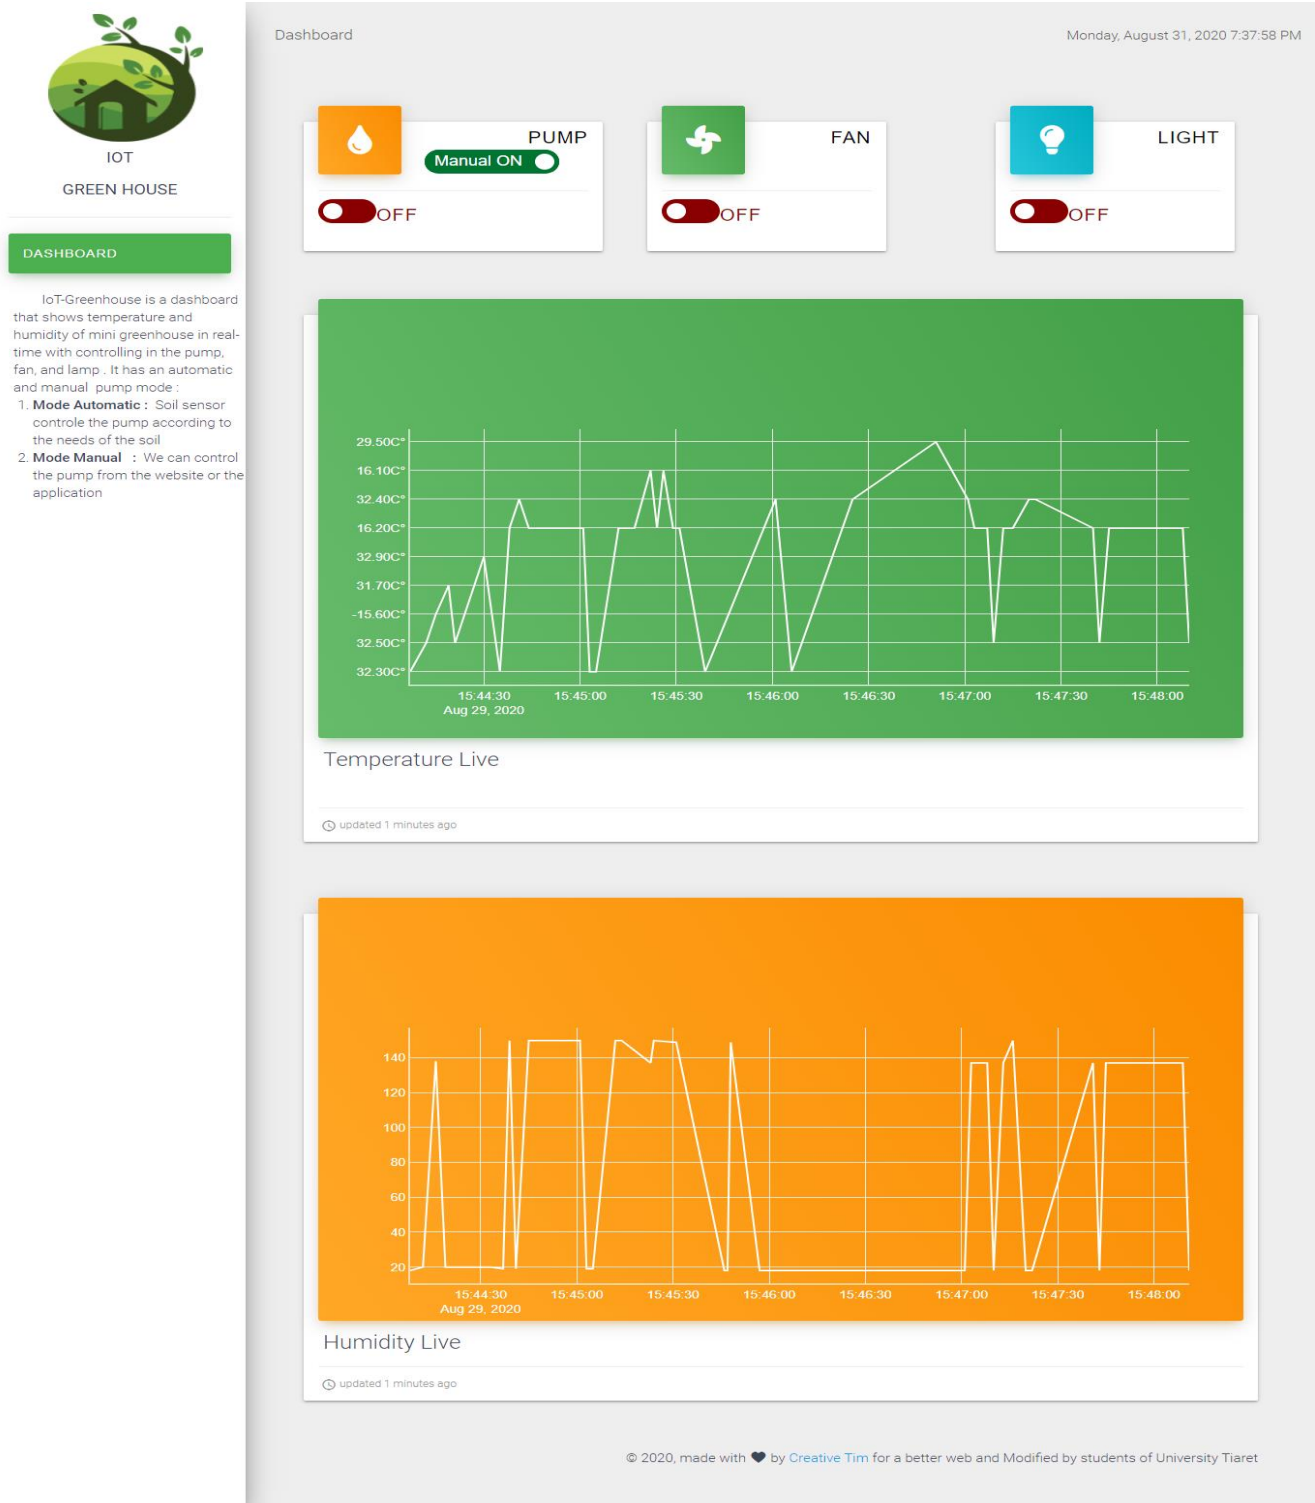 IOT
GREEN HOUSE
DASHBOARD
IoT-Greenhouse is a dashboard
that shows temperature and
humidity of mini greenhouse in real-
time with controlling in the pump,
fan, and lamp . It has an automatic
and manual pump mode :
1. Mode Automatic : Soil sensor
controle the pump according to
the needs of the soil
2. Mode Manual : We can control
the pump from the website or the
application
Dashboard
Monday, August 31, 2020 7:37:58 PM
PUMP
Manual ON
OFF
FAN
OFF
LIGHT
OFF
29.50C°
16.10C°
32.40C°
16.20C°
32.90C°
31.70C°
-15.60C°
32.50C°
32.30C°
15:44:30 15:45:00 15:45:30 15:46:00 15:46:30 15:47:00 15:47:30 15:48:00
Aug 29, 2020
Temperature Live
updated 1 minutes ago
140
120
100
80
60
40
20
15:44:30 15:45:00 15:45:30 15:46:00 15:46:30 15:47:00 15:47:30 15:48:00
Aug 29, 2020
Humidity Live
updated 1 minutes ago
© 2020, made with ♥ by Creative Tim for a better web and Modified by students of University Tiaret